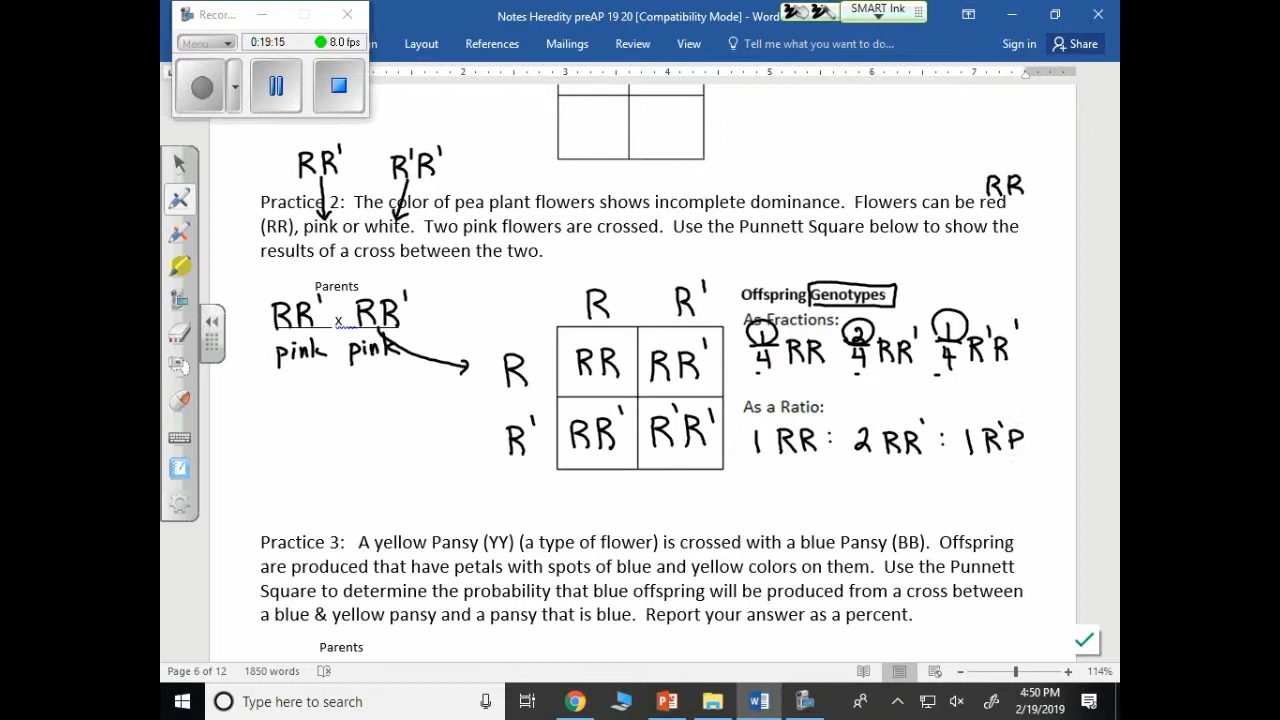 Recor...
Notes Heredity preAP 19 20 [Compatibility Mode] - Word
SMART Ink
Menu
0:19:15
8.0 fps
Layout
References
Mailings
Review
View
Tell me what you want to do...
Sign in
Share
2 3 4 5 6 7
RR' R'R'
RR
Practice 2: The color of pea plant flowers shows incomplete dominance. Flowers can be red
(RR), pink or white. Two pink flowers are crossed. Use the Punnett Square below to show the
results of a cross between the two.
Parents
RR' x RR'
pink pink
R R'
R RR RR'
R' RR' R'R'
Offspring Genotypes
As Fractions:
1/4 RR 2/4 RR' 1/4 R'R'
As a Ratio:
1 RR : 2 RR' : 1 R'P
Practice 3: A yellow Pansy (YY) (a type of flower) is crossed with a blue Pansy (BB). Offspring
are produced that have petals with spots of blue and yellow colors on them. Use the Punnett
Square to determine the probability that blue offspring will be produced from a cross between
a blue & yellow pansy and a pansy that is blue. Report your answer as a percent.
Parents
Page 6 of 12
1850 words
114%
Type here to search
4:50 PM
2/19/2019